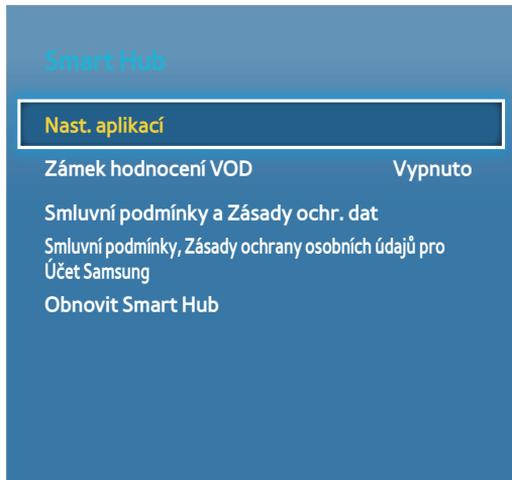 Smart Hub
Nast. aplikací
Zámek hodnocení VOD Vypnuto
Smluvní podmínky a Zásady ochr. dat
Smluvní podmínky, Zásady ochrany osobních údajů pro
Účet Samsung
Obnovit Smart Hub